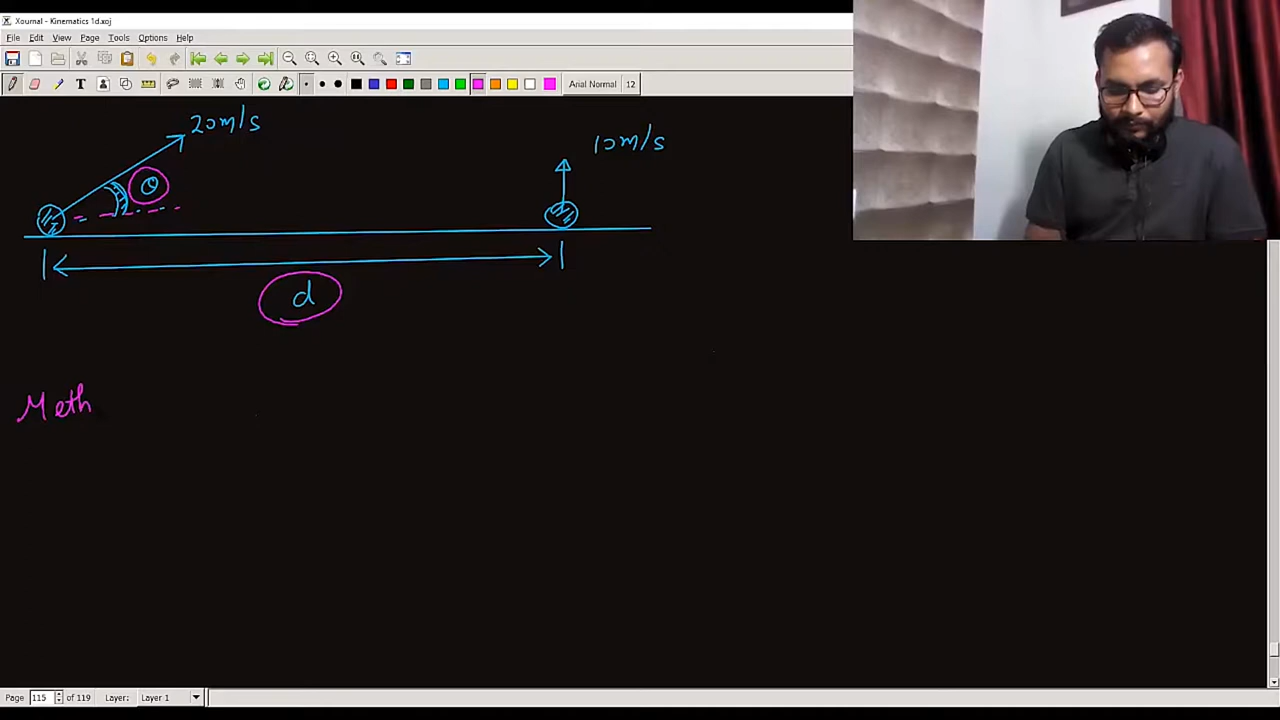 Xournal - Kinematics 1d.xoj
File Edit View Page Tools Options Help
T
Arial Normal 12
20m/s
10m/s
θ
d
Meth
Page 115 of 119 Layer: Layer 1